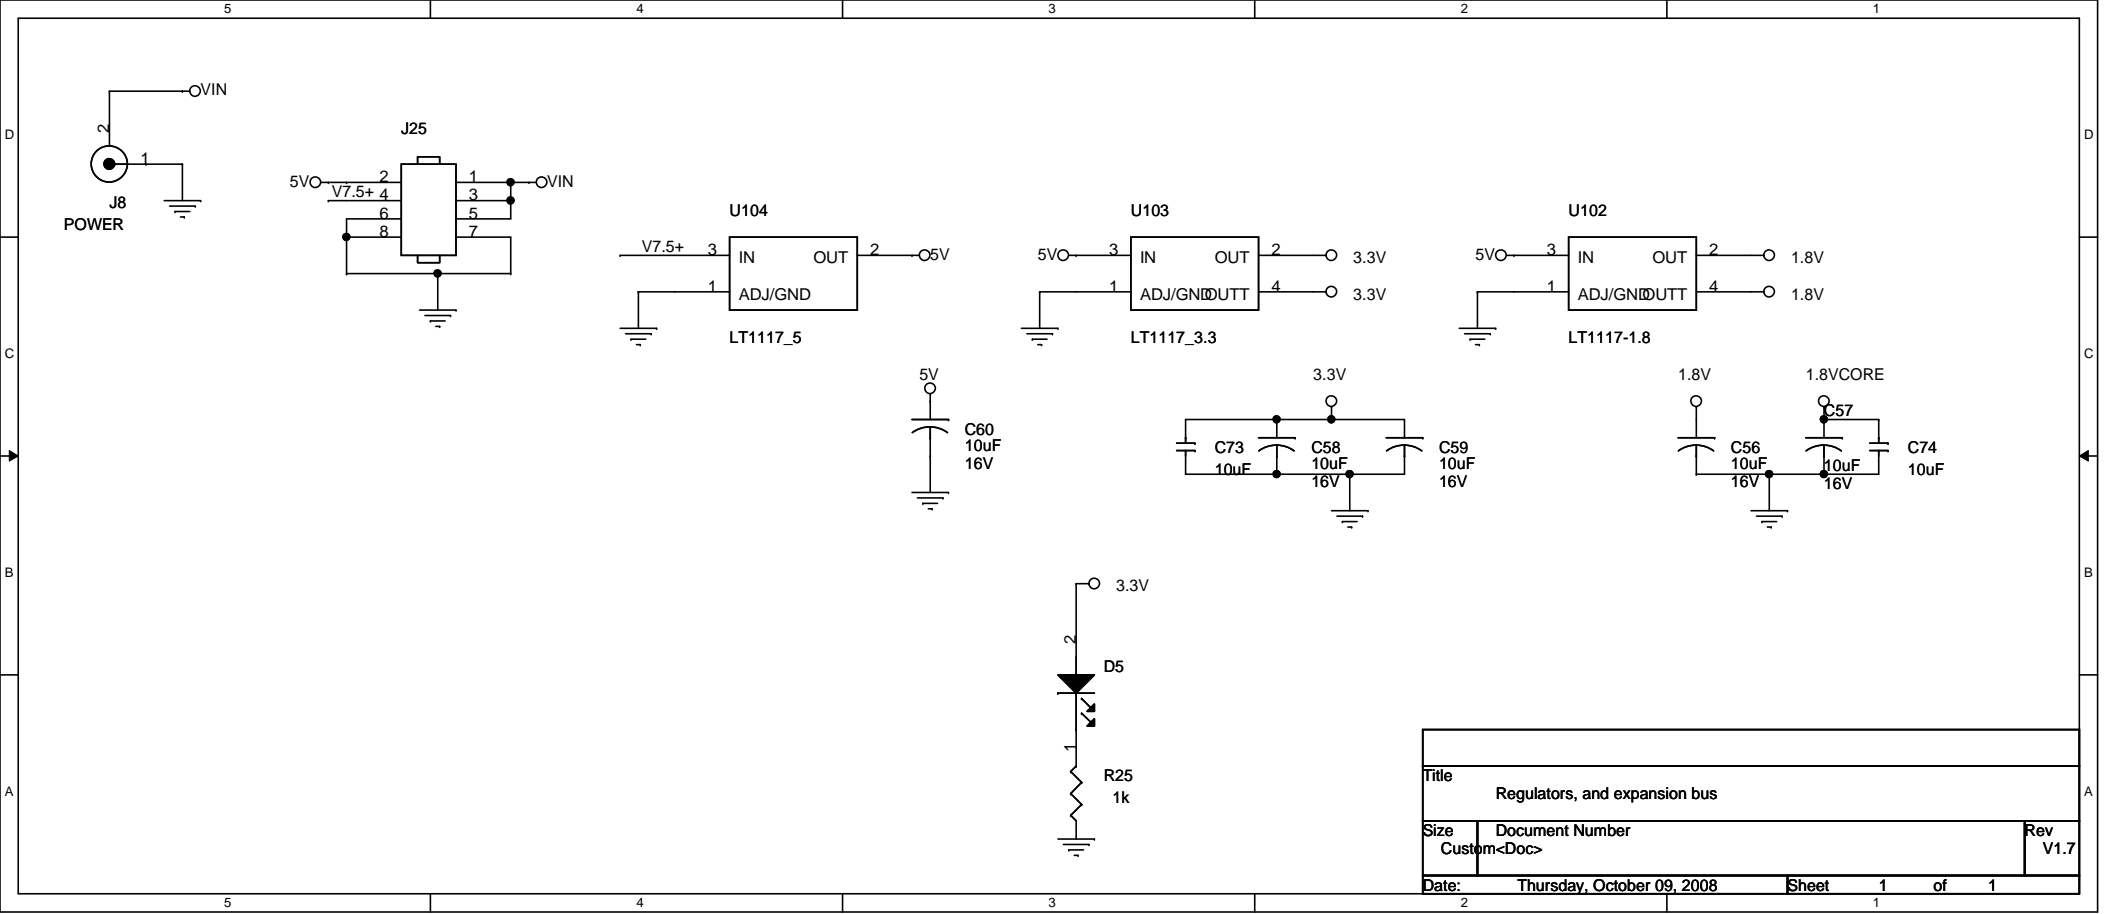 5 4 3 2 1
D D
C C
B B
A A
VIN
2
1
J8
POWER
J25
5V 2 1 VIN
V7.5+ 4 3
6 5
8 7
U104
V7.5+ 3 IN OUT 2 5V
1 ADJ/GND
LT1117_5
U103
5V 3 IN OUT 2 3.3V
1 ADJ/GND OUTT 4 3.3V
LT1117_3.3
U102
5V 3 IN OUT 2 1.8V
1 ADJ/GND OUTT 4 1.8V
LT1117-1.8
5V
C60
10uF
16V
3.3V
C73
10uF
C58
10uF
16V
C59
10uF
16V
1.8V
C56
10uF
16V
1.8VCORE
C57
10uF
16V
C74
10uF
3.3V
2
D5
1
R25
1k
Title
Regulators, and expansion bus
Size Document Number Rev
Custom <Doc> V1.7
Date: Thursday, October 09, 2008 Sheet 1 of 1
5 4 3 2 1